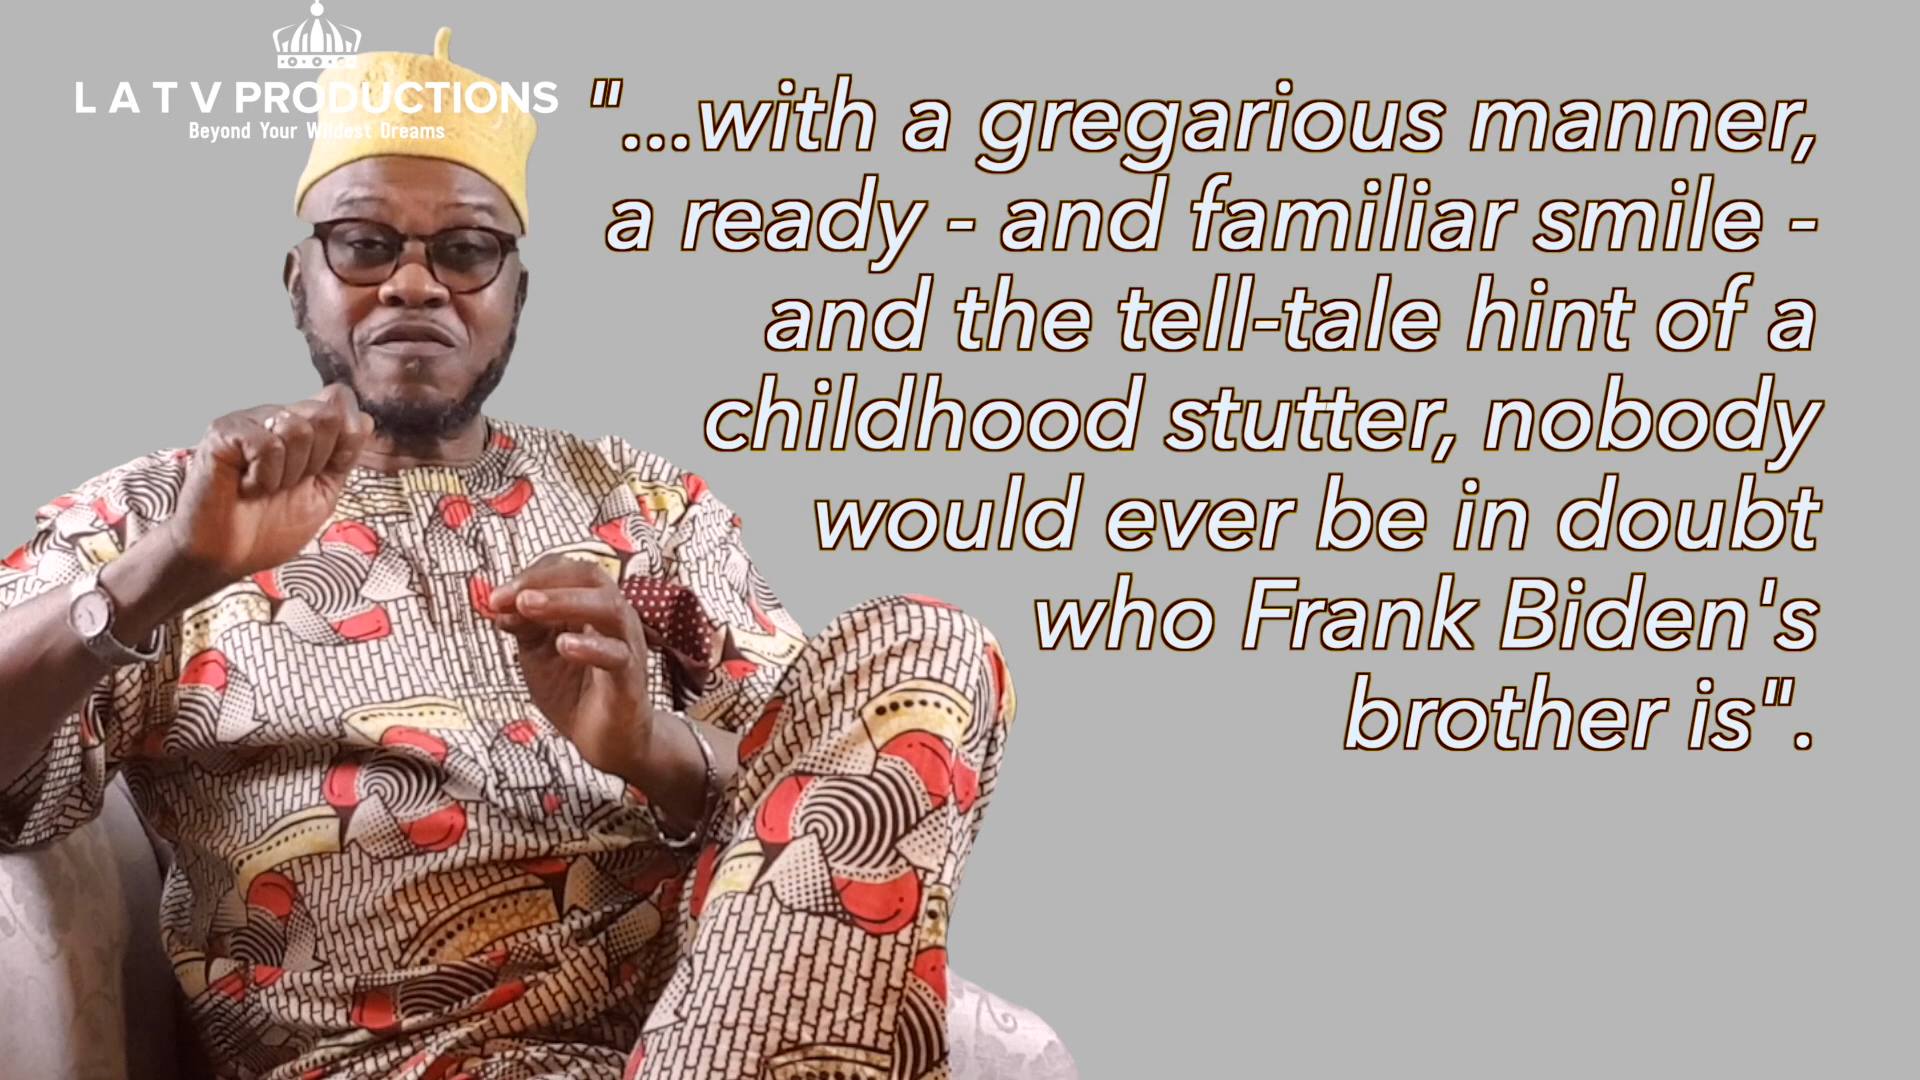 L A T V PRODUCTIONS
Beyond Your Wildest Dreams
"...with a gregarious manner,
a ready - and familiar smile -
and the tell-tale hint of a
childhood stutter, nobody
would ever be in doubt
who Frank Biden's
brother is".